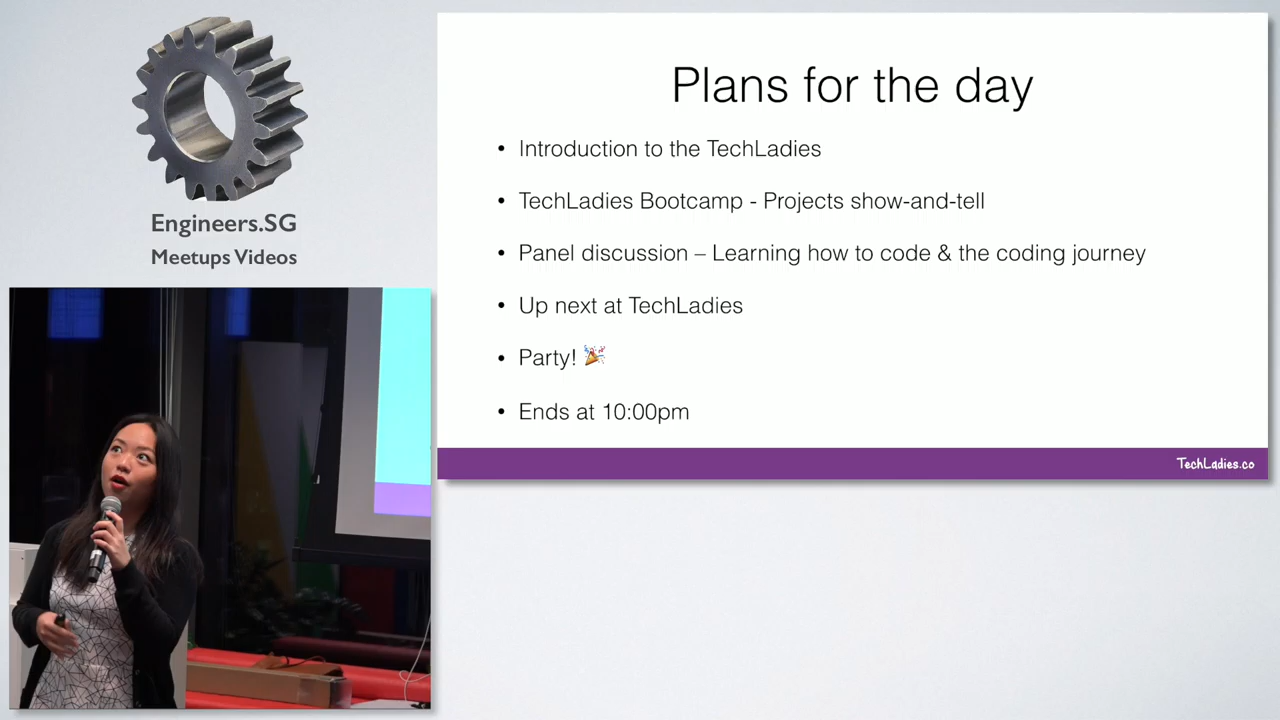 Engineers.SG
Meetups Videos
Plans for the day
• Introduction to the TechLadies
• TechLadies Bootcamp - Projects show-and-tell
• Panel discussion – Learning how to code & the coding journey
• Up next at TechLadies
• Party! 🎉
• Ends at 10:00pm
TechLadies.co